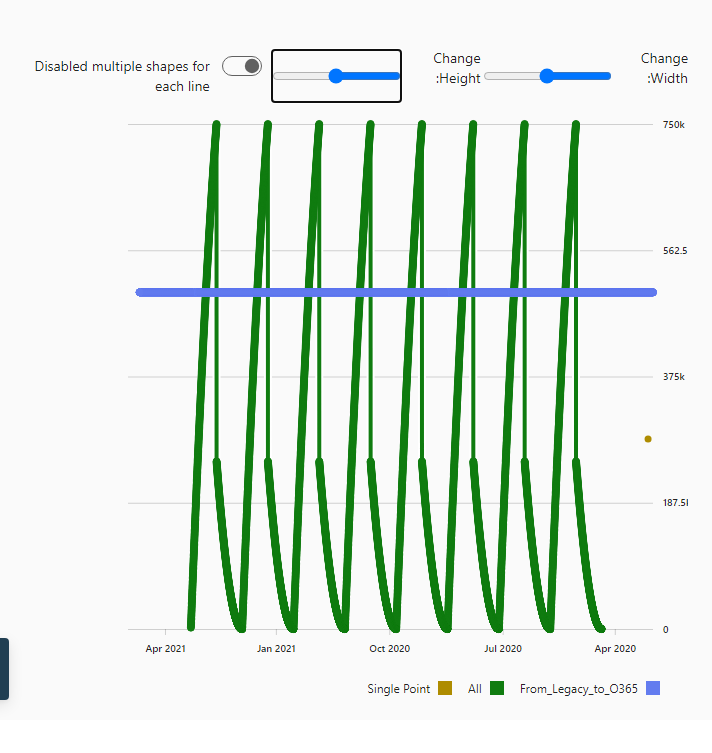 Disabled multiple shapes for
each line
Change
:Height
Change
:Width
750k
562.5
375k
187.5
0
Apr 2021
Jan 2021
Oct 2020
Jul 2020
Apr 2020
Single Point
All
From_Legacy_to_O365